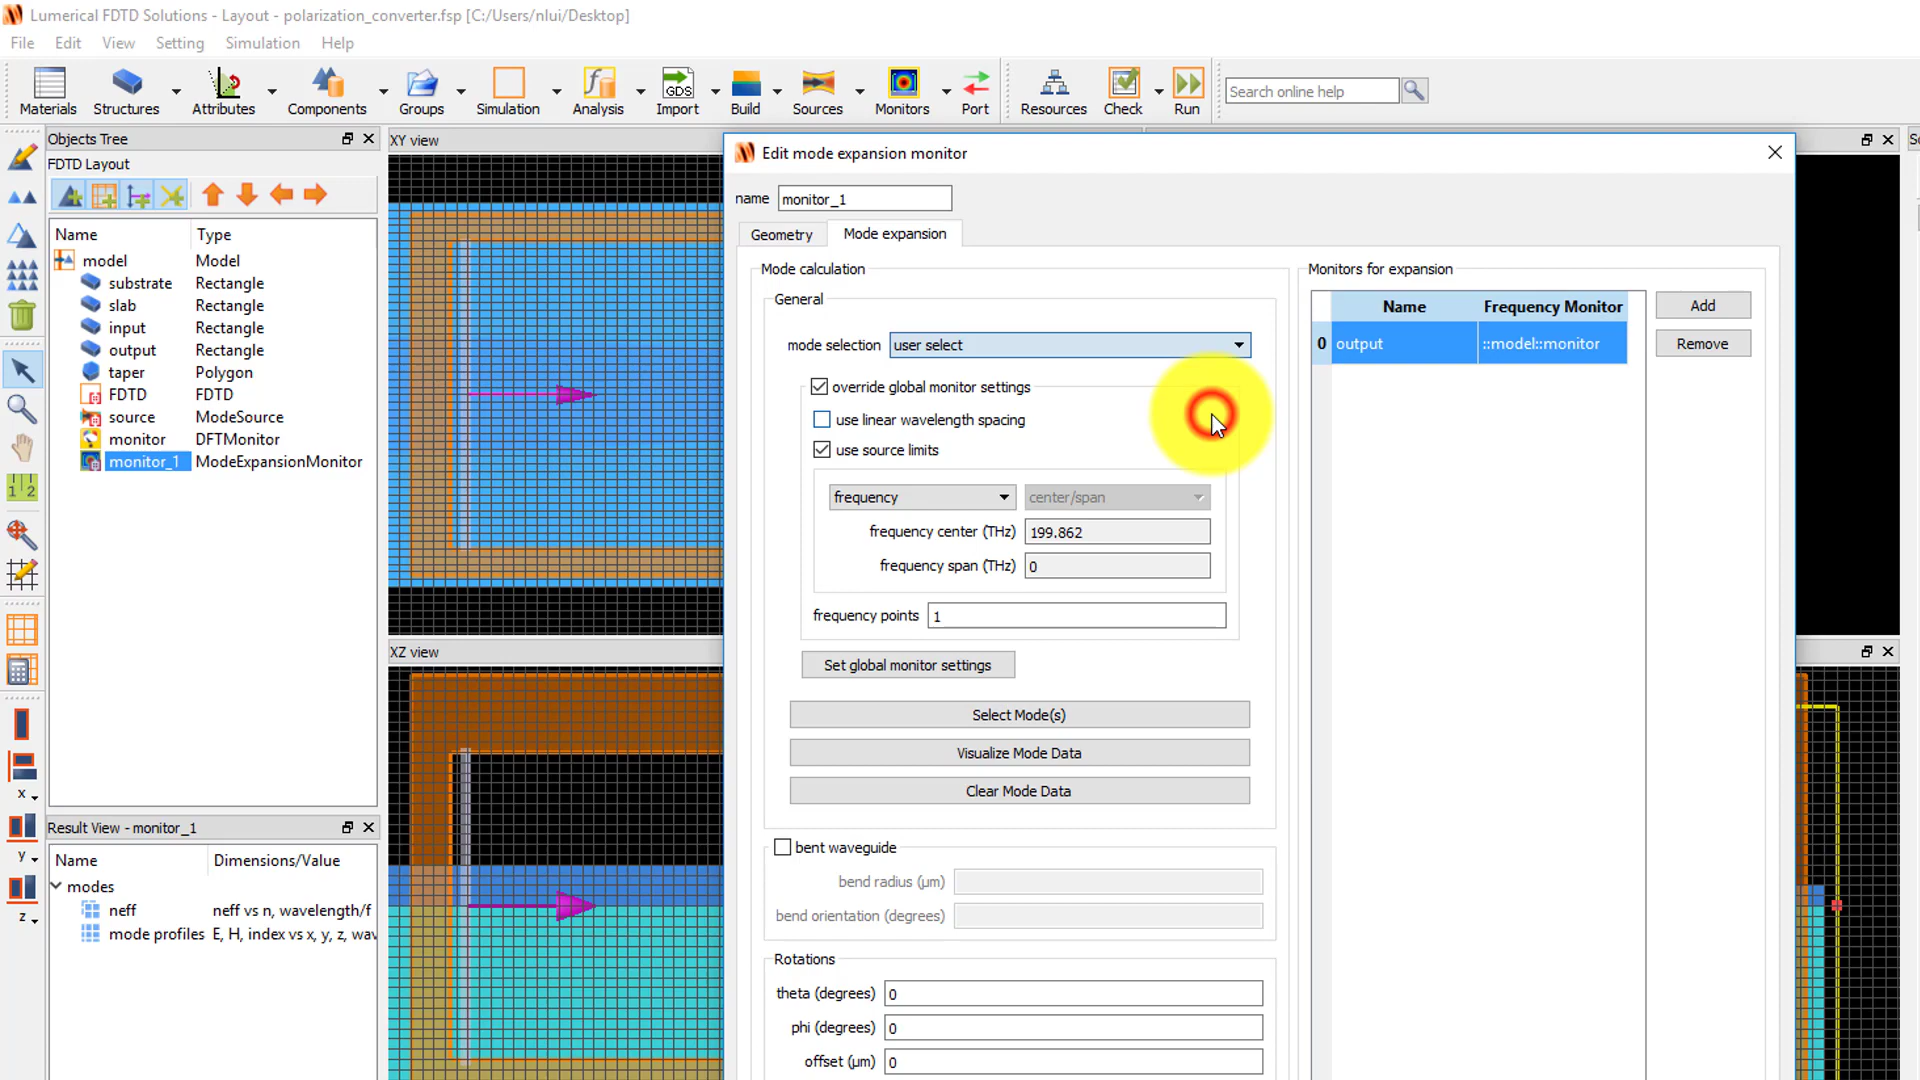 Lumerical FDTD Solutions - Layout - polarization_converter.fsp [C:/Users/nlui/Desktop]
File Edit View Setting Simulation Help
Materials Structures Attributes Components Groups Simulation Analysis Import Build Sources Monitors Port Resources Check Run Search online help
GDS
Objects Tree
FDTD Layout
Name Type
model Model
substrate Rectangle
slab Rectangle
input Rectangle
output Rectangle
taper Polygon
FDTD FDTD
source ModeSource
monitor DFTMonitor
monitor_1 ModeExpansionMonitor
1 2
x
y
z
Result View - monitor_1
Name Dimensions/Value
modes
neff neff vs n, wavelength/f
mode profiles E, H, index vs x, y, z, wav
XY view
XZ view
Edit mode expansion monitor
name monitor_1
Geometry Mode expansion
Mode calculation
General
mode selection user select
override global monitor settings
use linear wavelength spacing
use source limits
frequency center/span
frequency center (THz) 199.862
frequency span (THz) 0
frequency points 1
Set global monitor settings
Select Mode(s)
Visualize Mode Data
Clear Mode Data
bent waveguide
bend radius (µm)
bend orientation (degrees)
Rotations
theta (degrees) 0
phi (degrees) 0
offset (µm) 0
Monitors for expansion
Name Frequency Monitor
0 output ::model::monitor
Add
Remove